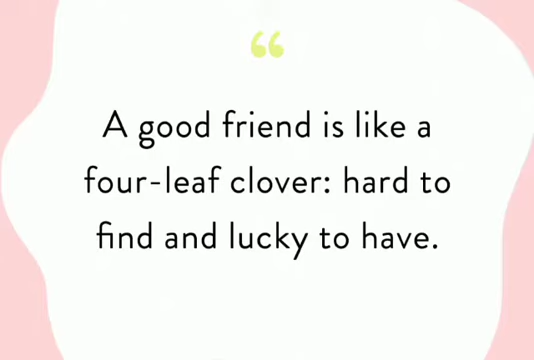 “
A good friend is like a
four-leaf clover: hard to
find and lucky to have.